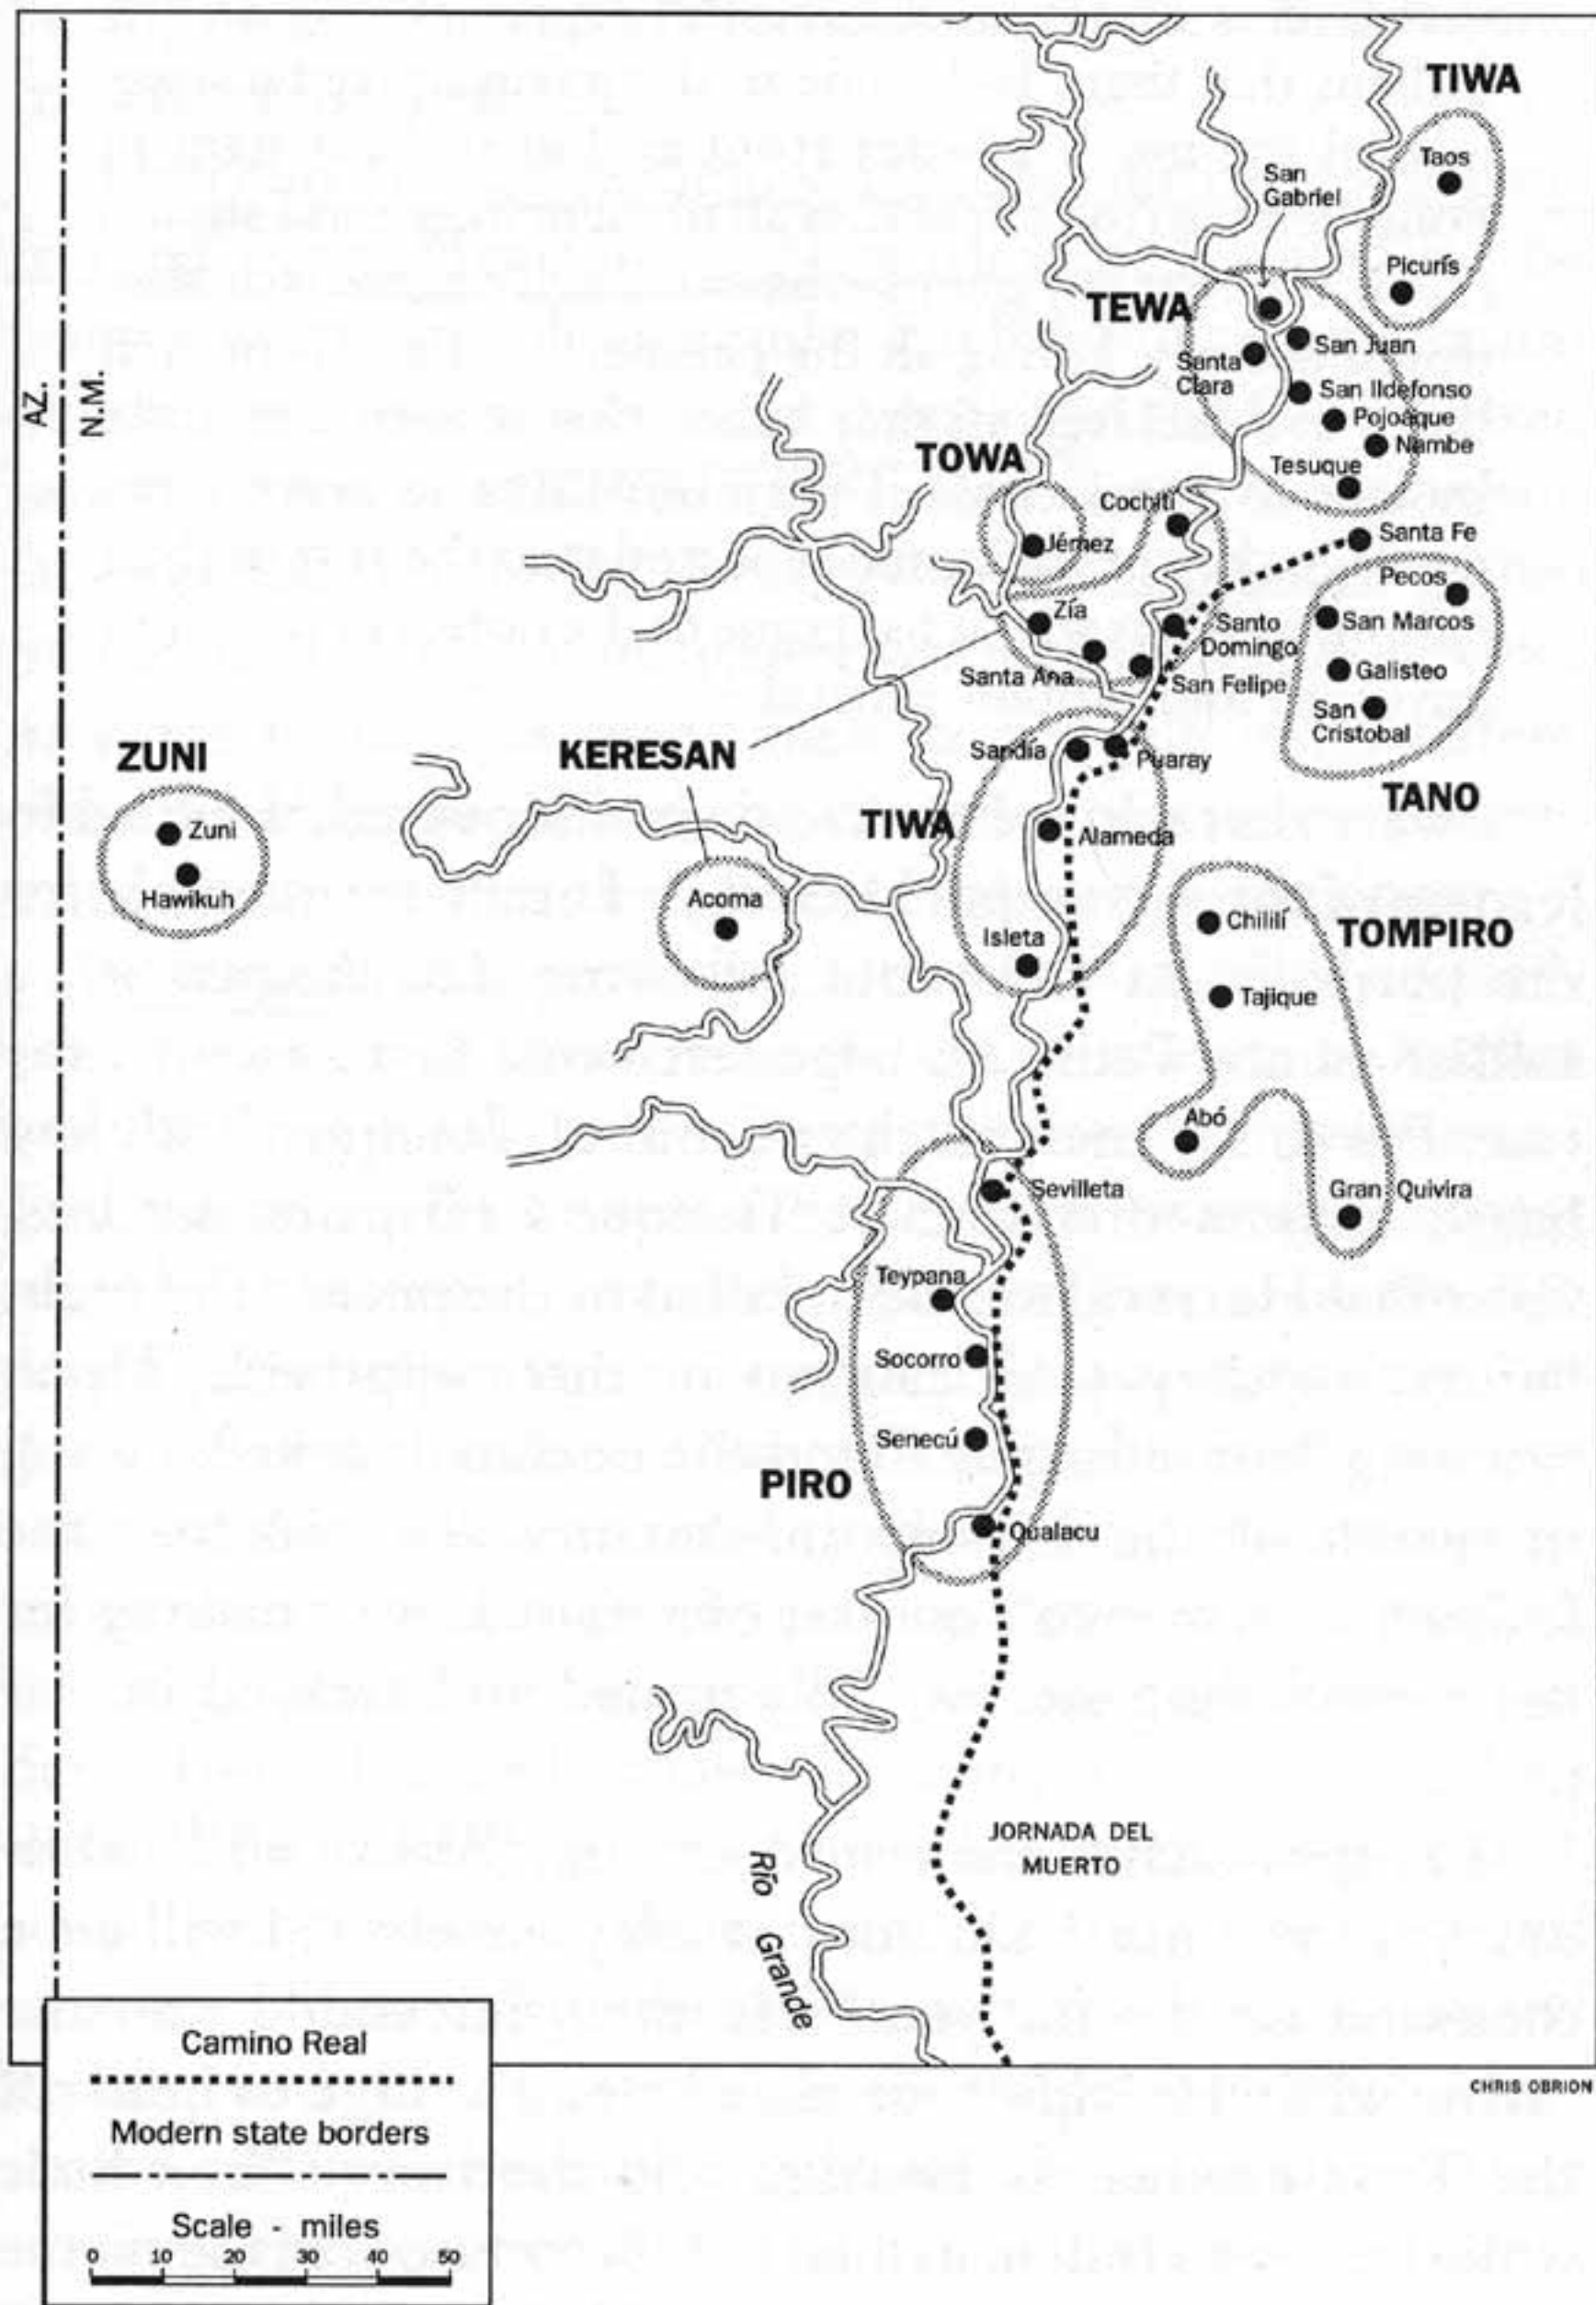 TIWA
Taos
San
Gabriel
Picurís
TEWA
San Juan
Santa
Clara
San Ildefonso
Pojoaque
Nambe
Tesuque
AZ.
N.M.
TOWA
Cochití
Jémez
Santa Fe
Pecos
Zía
Santo
Domingo
San Marcos
Santa Ana
San Felipe
Galisteo
San
Cristobal
ZUNI
KERESAN
Sandía
Puaray
TANO
Zuni
TIWA
Alameda
Hawikuh
Acoma
Isleta
Chililí
TOMPIRO
Tajique
Abó
Sevilleta
Gran Quivira
Teypana
Socorro
Senecú
PIRO
Qualacu
JORNADA DEL
MUERTO
Río Grande
CHRIS OBRION
Camino Real
Modern state borders
Scale - miles
0 10 20 30 40 50